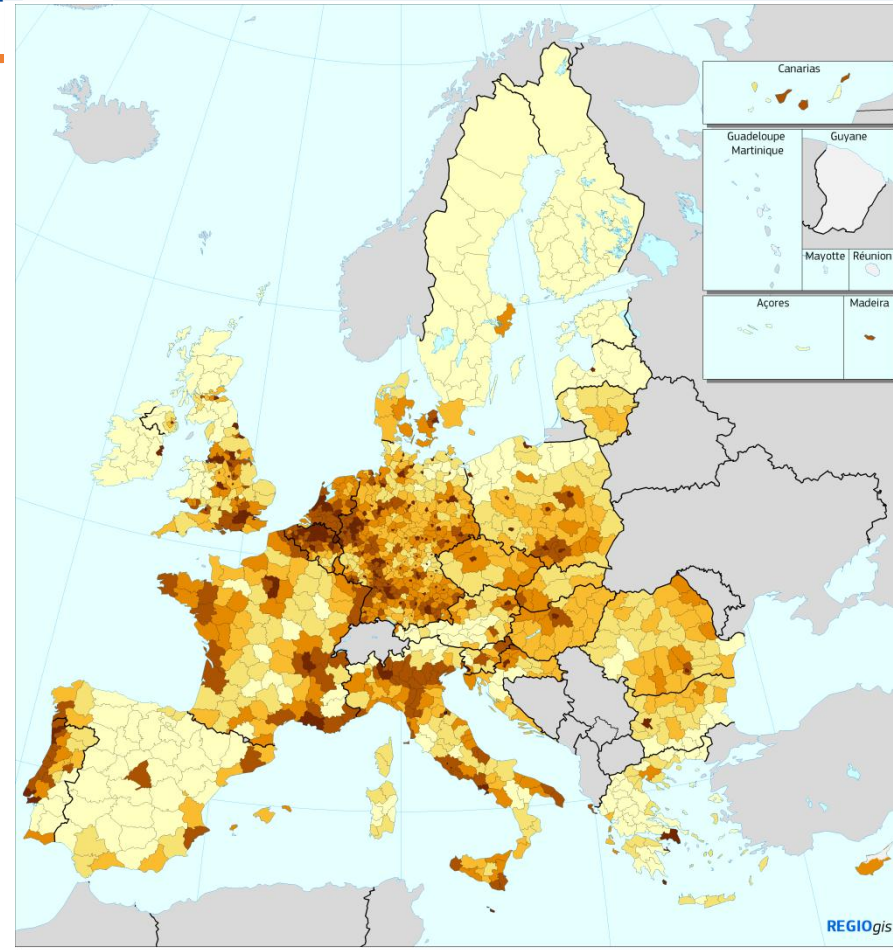 Canarias
Guadeloupe
Martinique
Guyane
Mayotte
Réunion
Açores
Madeira
REGIOgis